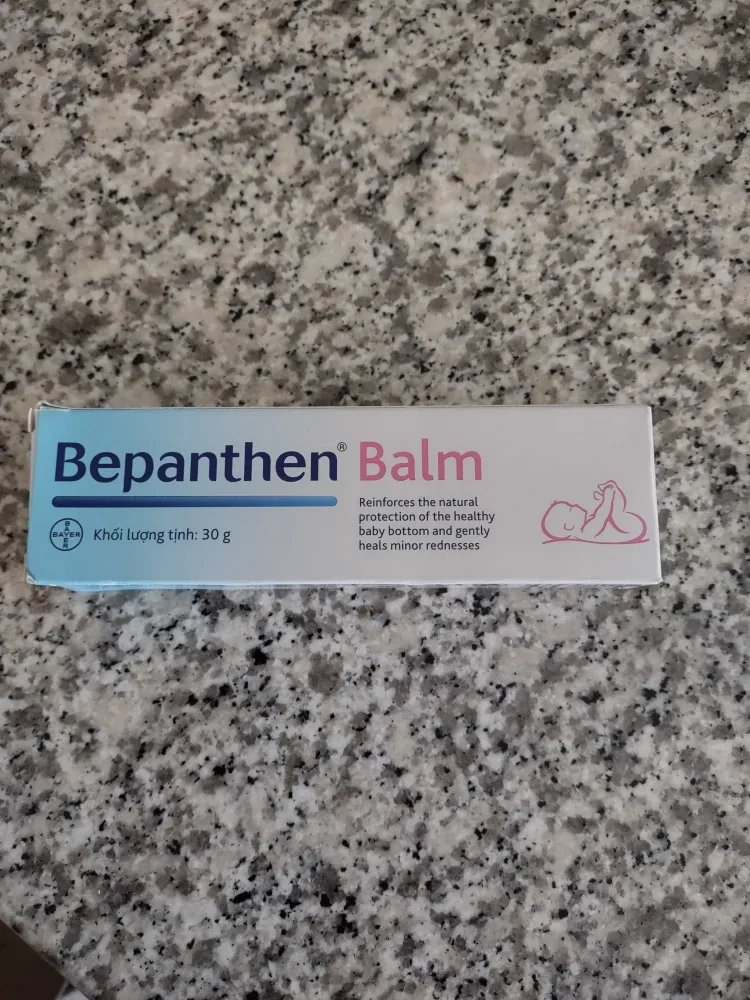 Bepanthen® Balm
Reinforces the natural
protection of the healthy
baby bottom and gently
heals minor rednesses
BAYER
BAYER
Khối lượng tịnh: 30 g